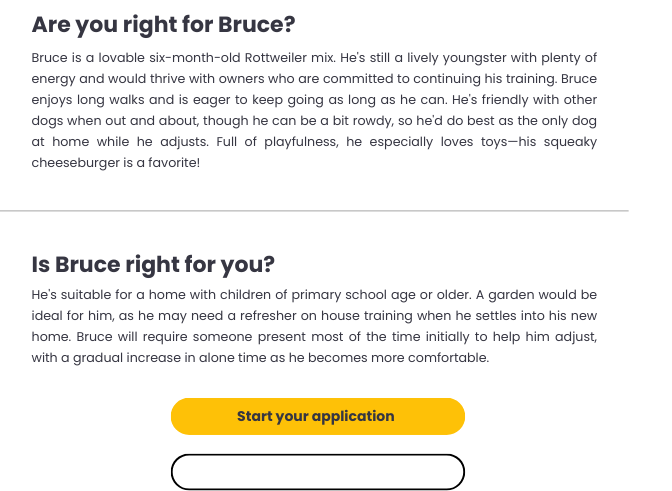 Are you right for Bruce?
Bruce is a lovable six-month-old Rottweiler mix. He's still a lively youngster with plenty of
energy and would thrive with owners who are committed to continuing his training. Bruce
enjoys long walks and is eager to keep going as long as he can. He's friendly with other
dogs when out and about, though he can be a bit rowdy, so he'd do best as the only dog
at home while he adjusts. Full of playfulness, he especially loves toys—his squeaky
cheeseburger is a favorite!
Is Bruce right for you?
He's suitable for a home with children of primary school age or older. A garden would be
ideal for him, as he may need a refresher on house training when he settles into his new
home. Bruce will require someone present most of the time initially to help him adjust,
with a gradual increase in alone time as he becomes more comfortable.
Start your application